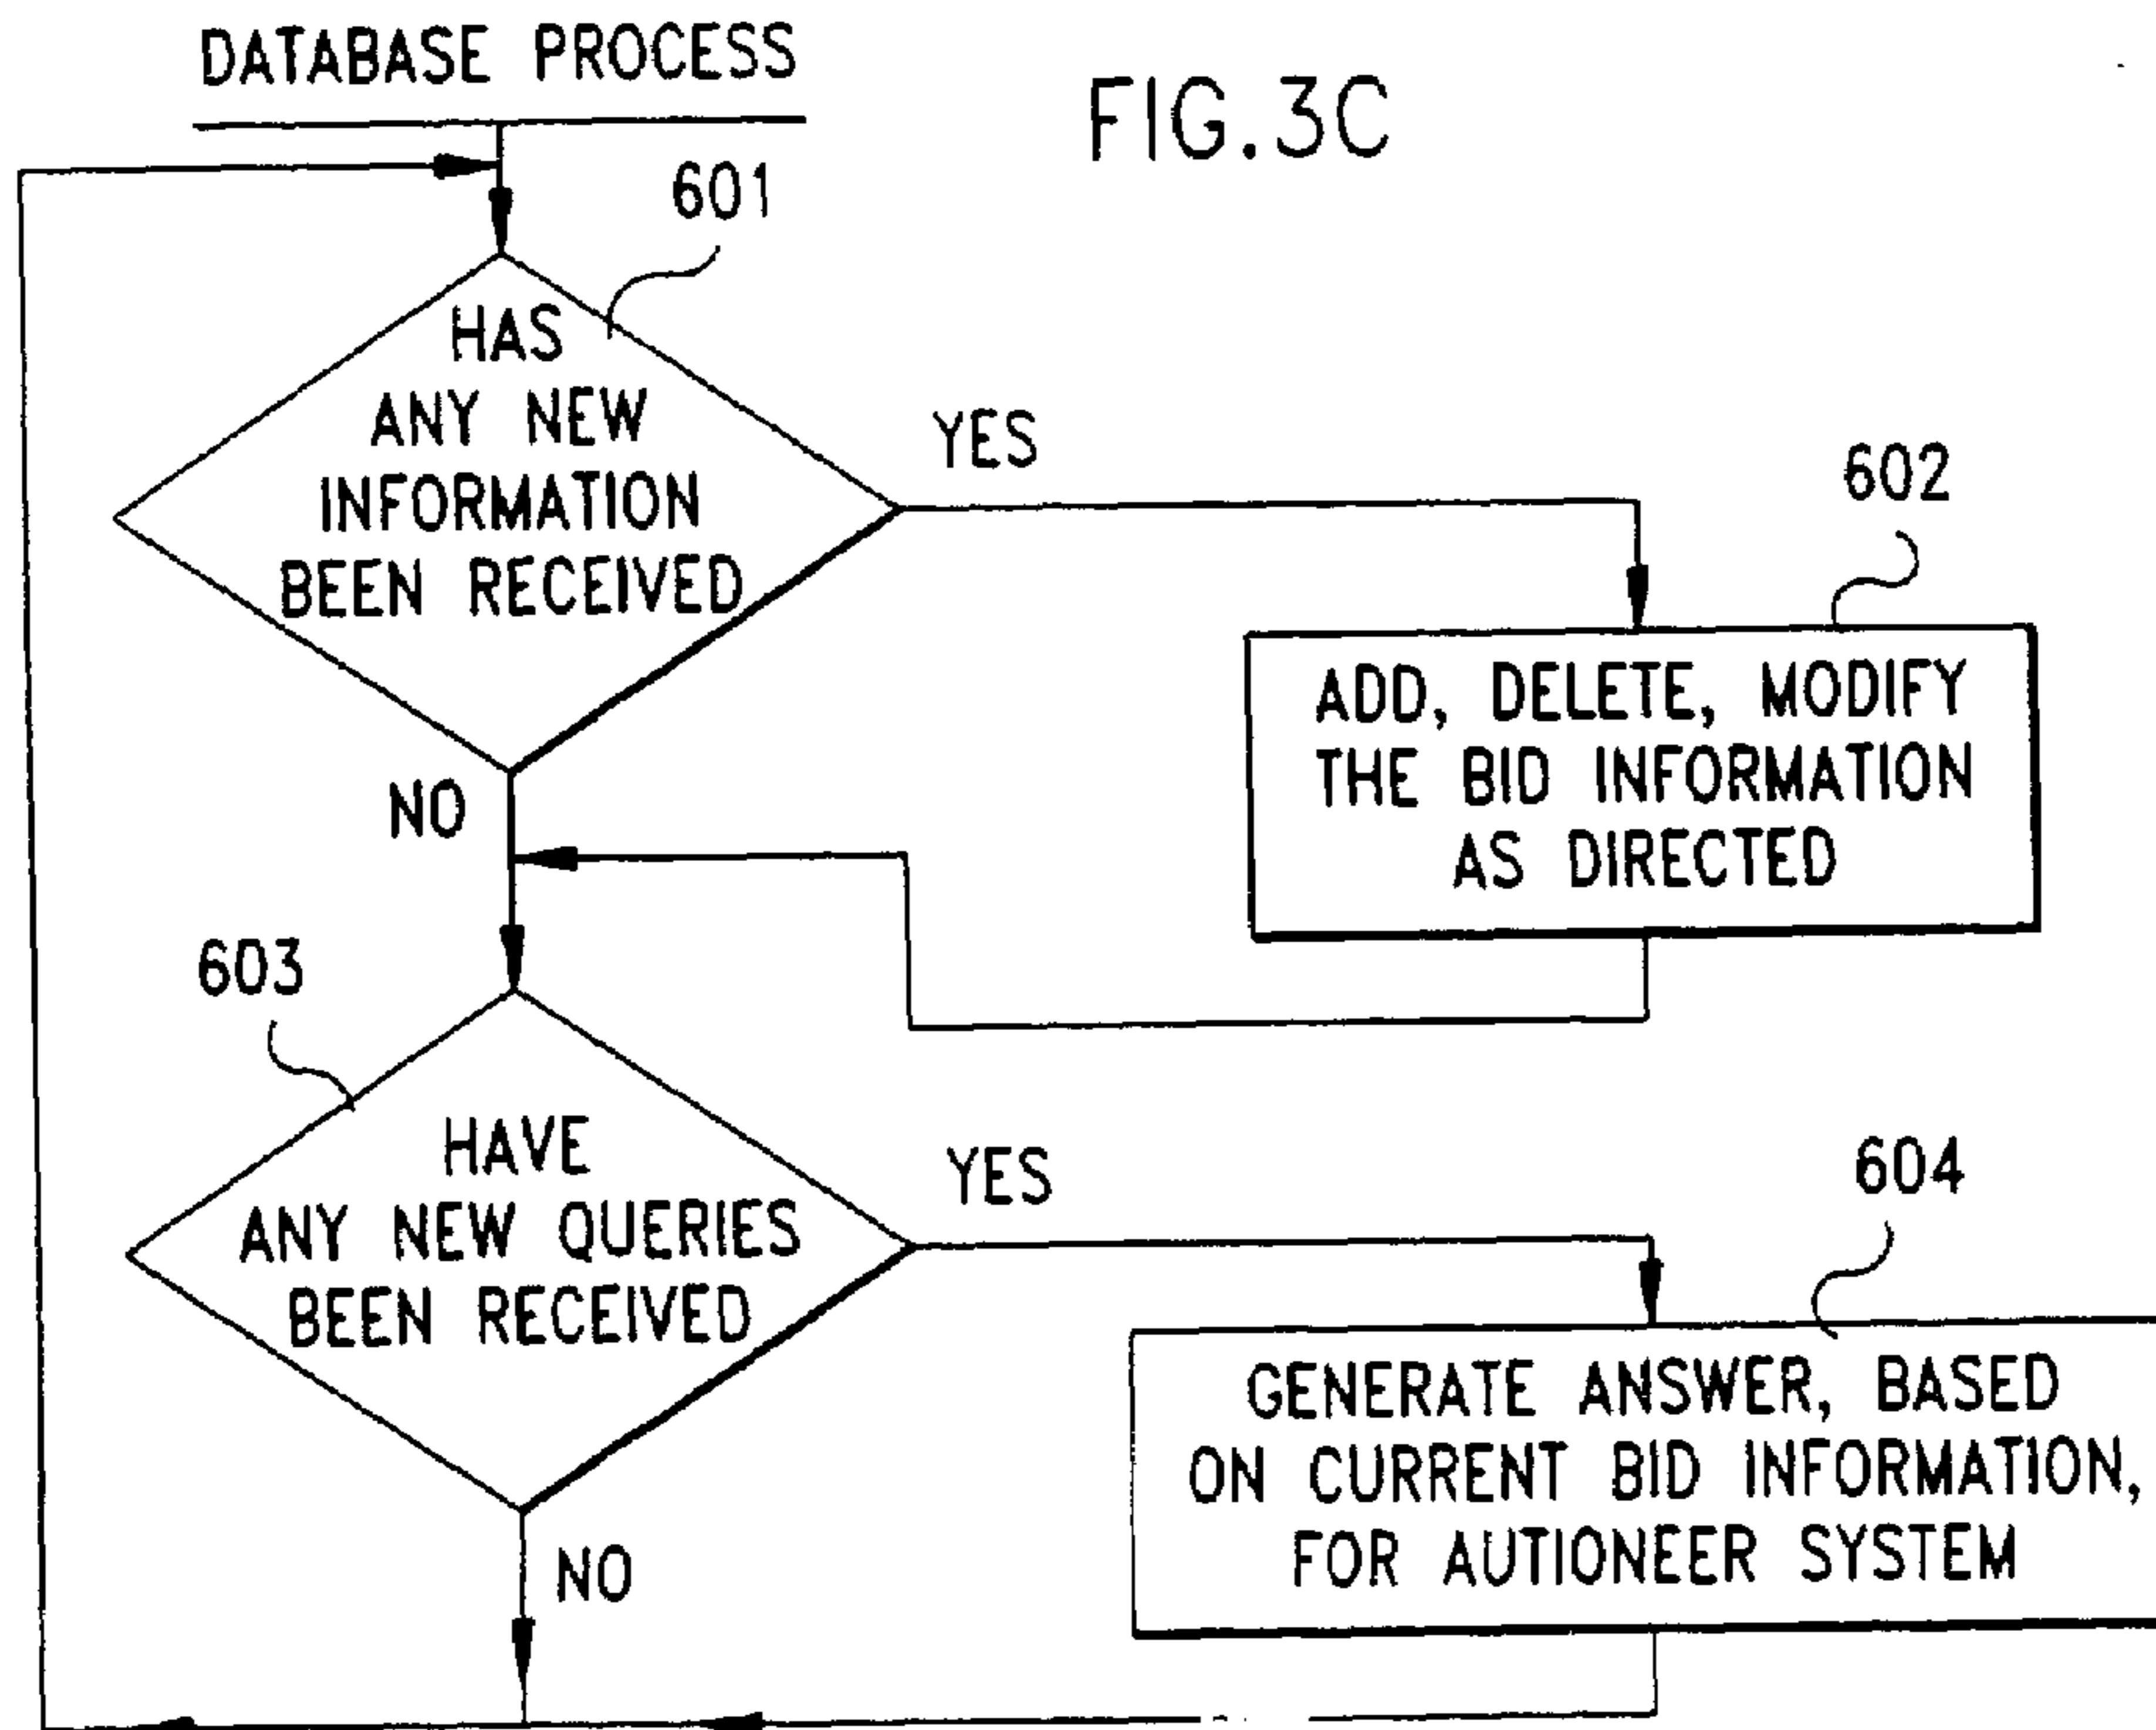 DATABASE PROCESS
FIG.3C
601
HAS
ANY NEW
INFORMATION
BEEN RECEIVED
YES
602
ADD, DELETE, MODIFY
THE BID INFORMATION
AS DIRECTED
NO
603
HAVE
ANY NEW QUERIES
BEEN RECEIVED
YES
604
GENERATE ANSWER, BASED
ON CURRENT BID INFORMATION,
FOR AUTIONEER SYSTEM
NO